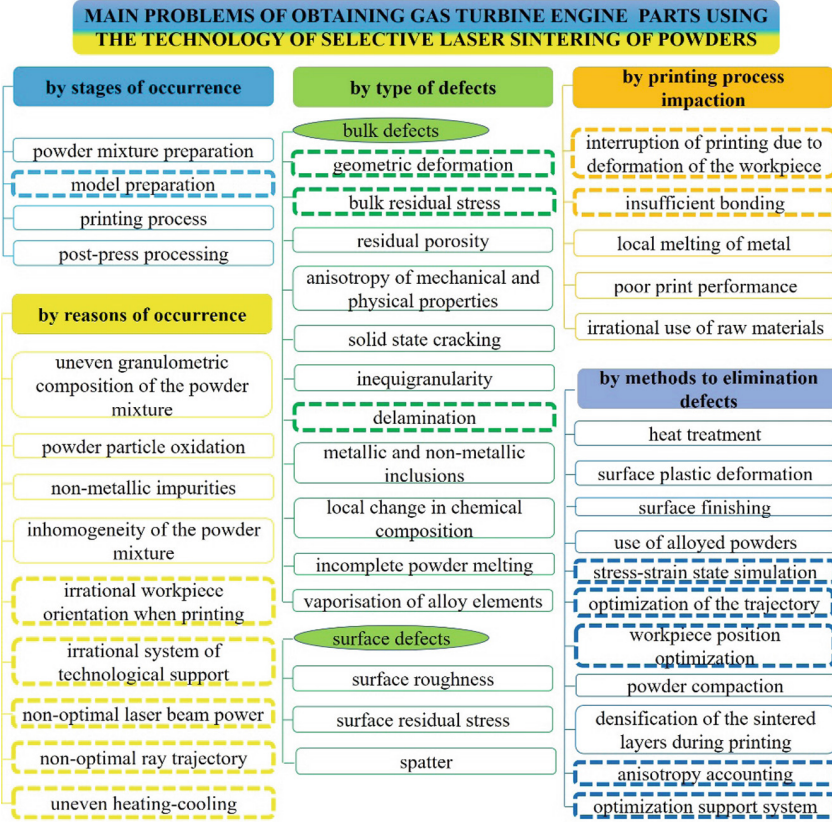 MAIN PROBLEMS OF OBTAINING GAS TURBINE ENGINE PARTS USING
THE TECHNOLOGY OF SELECTIVE LASER SINTERING OF POWDERS
by stages of occurrence
powder mixture preparation
model preparation
printing process
post-press processing
by reasons of occurrence
uneven granulometric
composition of the powder
mixture
powder particle oxidation
non-metallic impurities
inhomogeneity of the powder
mixture
irrational workpiece
orientation when printing
irrational system of
technological support
non-optimal laser beam power
non-optimal ray trajectory
uneven heating-cooling
by type of defects
bulk defects
geometric deformation
bulk residual stress
residual porosity
anisotropy of mechanical and
physical properties
solid state cracking
inequigranularity
delamination
metallic and non-metallic
inclusions
local change in chemical
composition
incomplete powder melting
vaporisation of alloy elements
surface defects
surface roughness
surface residual stress
spatter
by printing process
impaction
interruption of printing due to
deformation of the workpiece
insufficient bonding
local melting of metal
poor print performance
irrational use of raw materials
by methods to elimination
defects
heat treatment
surface plastic deformation
surface finishing
use of alloyed powders
stress-strain state simulation
optimization of the trajectory
workpiece position
optimization
powder compaction
densification of the sintered
layers during printing
anisotropy accounting
optimization support system